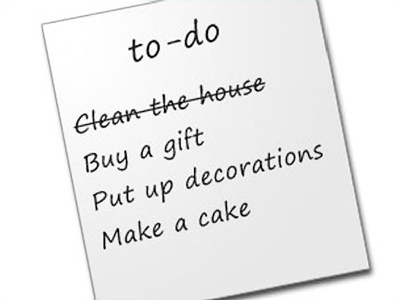 to-do
Clean the house
Buy a gift
Put up decorations
Make a cake